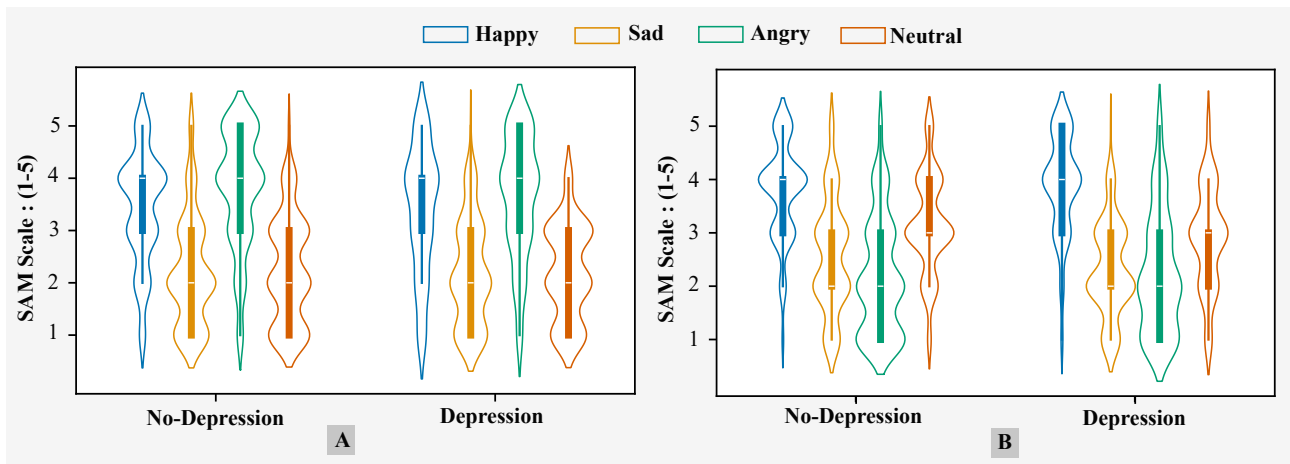 Happy Sad Angry Neutral
SAM Scale : (1-5)
5
4
3
2
1
No-Depression Depression
A
SAM Scale : (1-5)
5
4
3
2
1
No-Depression Depression
B